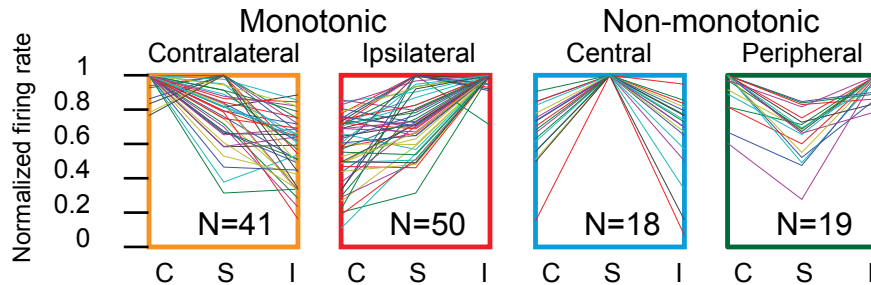 Monotonic Non-monotonic
Contralateral Ipsilateral Central Peripheral
Normalized firing rate
1
0.8
0.6
0.4
0.2
0
N=41 N=50 N=18 N=19
C S I C S I C S I C S I